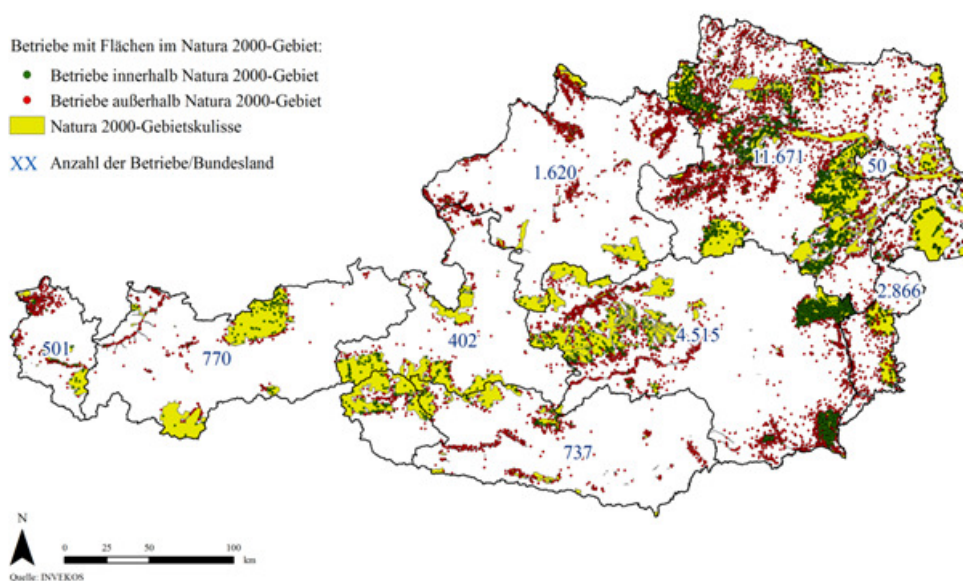 Betriebe mit Flächen im Natura 2000-Gebiet:
Betriebe innerhalb Natura 2000-Gebiet
Betriebe außerhalb Natura 2000-Gebiet
Natura 2000-Gebietskulisse
XX Anzahl der Betriebe/Bundesland
11.671
50
1.620
2.866
4.515
501
770
402
737
N
0 25 50 100
km
Quelle: INVEKOS